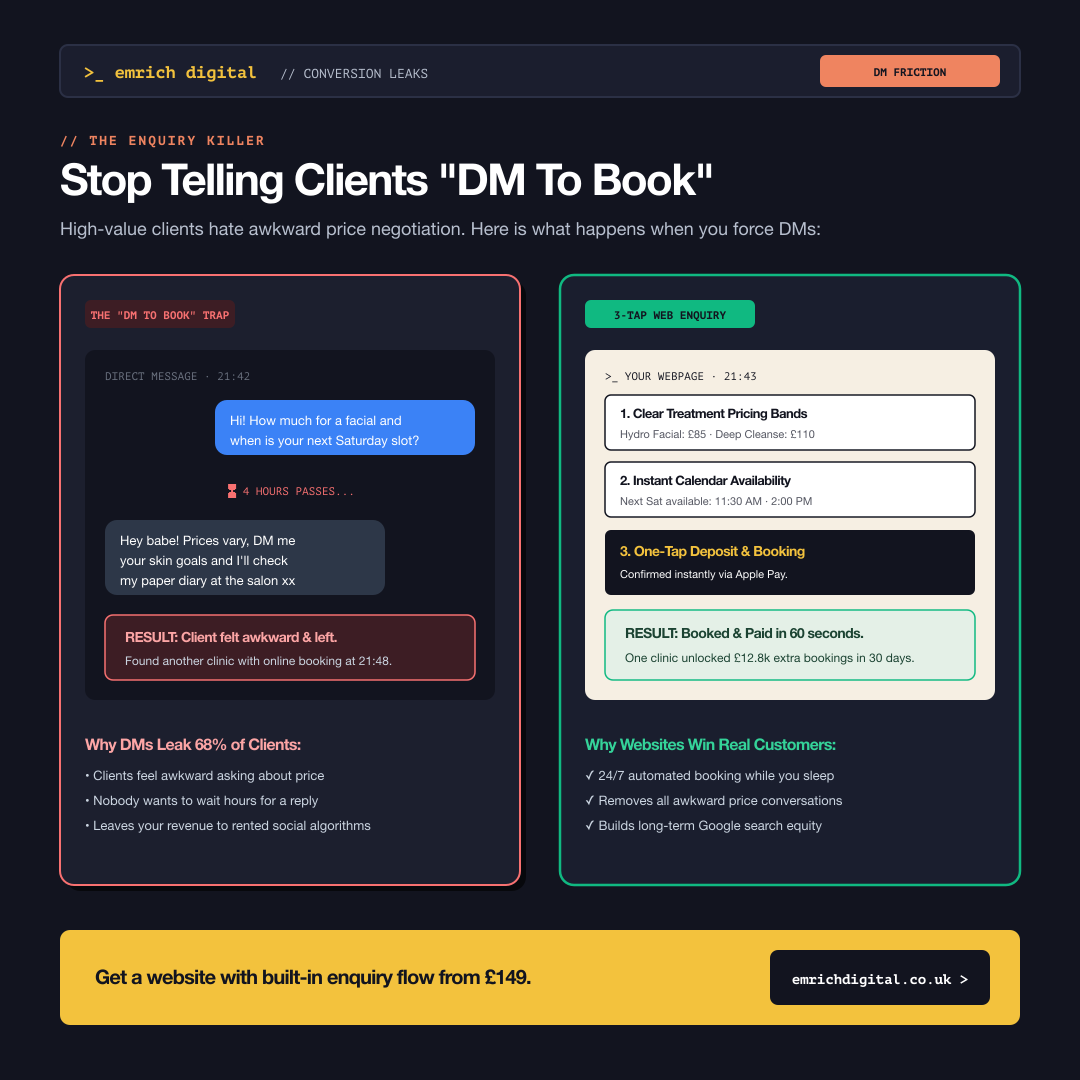 >_ emrich digital // CONVERSION LEAKS DM FRICTION
// THE ENQUIRY KILLER
Stop Telling Clients "DM To Book"
High-value clients hate awkward price negotiation. Here is what happens when you force DMs:
THE "DM TO BOOK" TRAP
DIRECT MESSAGE · 21:42
Hi! How much for a facial and
when is your next Saturday slot?
⏳ 4 HOURS PASSES...
Hey babe! Prices vary, DM me
your skin goals and I'll check
my paper diary at the salon xx
RESULT: Client felt awkward & left.
Found another clinic with online booking at 21:48.
Why DMs Leak 68% of Clients:
• Clients feel awkward asking about price
• Nobody wants to wait hours for a reply
• Leaves your revenue to rented social algorithms
3-TAP WEB ENQUIRY
>_ YOUR WEBPAGE · 21:43
1. Clear Treatment Pricing Bands
Hydro Facial: £85 · Deep Cleanse: £110
2. Instant Calendar Availability
Next Sat available: 11:30 AM · 2:00 PM
3. One-Tap Deposit & Booking
Confirmed instantly via Apple Pay.
RESULT: Booked & Paid in 60 seconds.
One clinic unlocked £12.8k extra bookings in 30 days.
Why Websites Win Real Customers:
✓ 24/7 automated booking while you sleep
✓ Removes all awkward price conversations
✓ Builds long-term Google search equity
Get a website with built-in enquiry flow from £149.
emrichdigital.co.uk >